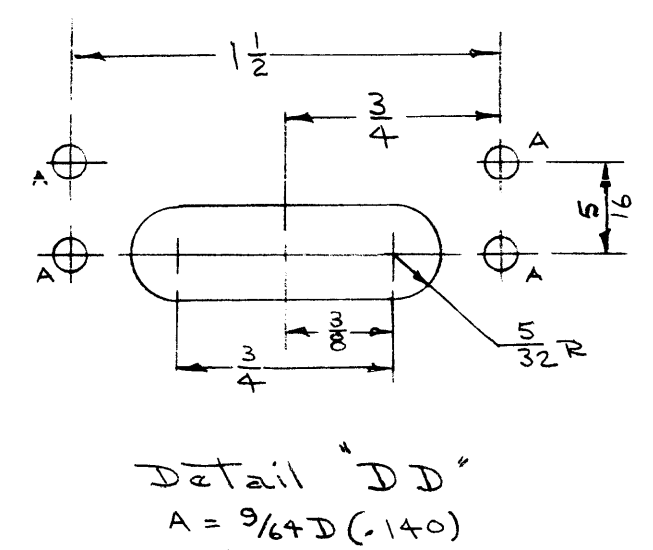 1 1/2
3/4
A
A
5/16
A
A
3/8
3/4
5/32 R
Detail "DD"
A = 9/64 D (.140)